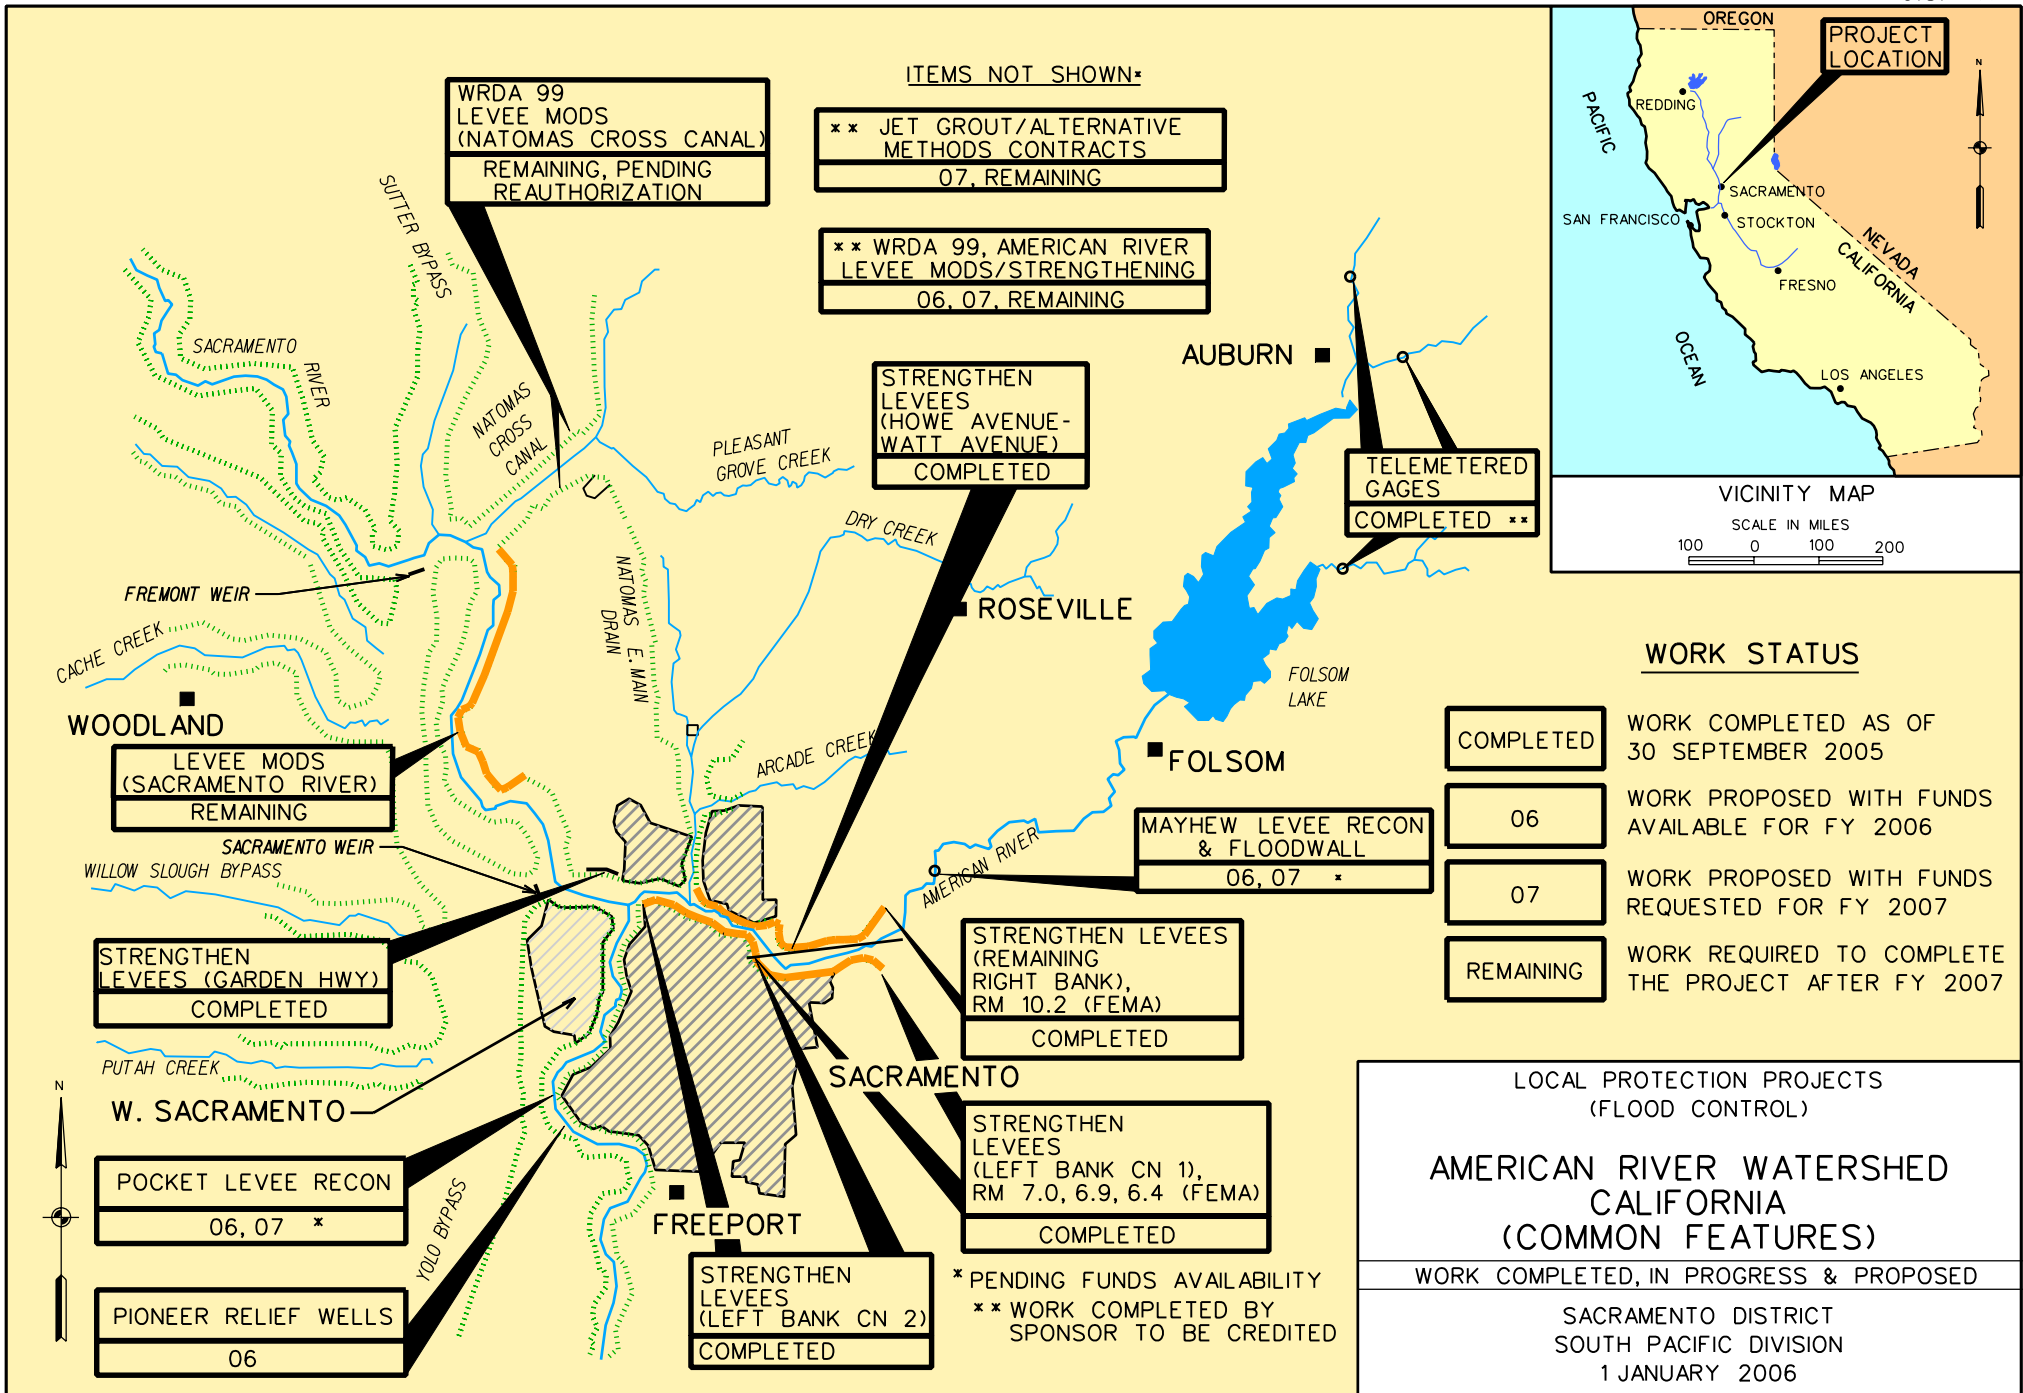 WRDA 99
LEVEE MODS
(NATOMAS CROSS CANAL)
REMAINING, PENDING
REAUTHORIZATION
ITEMS NOT SHOWN*
** JET GROUT/ALTERNATIVE
METHODS CONTRACTS
07, REMAINING
** WRDA 99, AMERICAN RIVER
LEVEE MODS/STRENGTHENING
06, 07, REMAINING
STRENGTHEN
LEVEES
(HOWE AVENUE-
WATT AVENUE)
COMPLETED
OREGON
PROJECT
LOCATION
N
PACIFIC
OCEAN
REDDING
SACRAMENTO
SAN FRANCISCO
STOCKTON
FRESNO
NEVADA
CALIFORNIA
LOS ANGELES
VICINITY MAP
SCALE IN MILES
100 0 100 200
SUTTER BYPASS
SACRAMENTO
RIVER
NATOMAS
CROSS
CANAL
PLEASANT
GROVE CREEK
DRY CREEK
NATOMAS E. MAIN
DRAIN
AUBURN
TELEMETERED
GAGES
COMPLETED **
FREMONT WEIR
ROSEVILLE
CACHE CREEK
WOODLAND
FOLSOM
LAKE
FOLSOM
ARCADE CREEK
LEVEE MODS
(SACRAMENTO RIVER)
REMAINING
SACRAMENTO WEIR
WILLOW SLOUGH BYPASS
AMERICAN RIVER
MAYHEW LEVEE RECON
& FLOODWALL
06, 07 *
STRENGTHEN
LEVEES (GARDEN HWY)
COMPLETED
STRENGTHEN LEVEES
(REMAINING
RIGHT BANK),
RM 10.2 (FEMA)
COMPLETED
PUTAH CREEK
W. SACRAMENTO
SACRAMENTO
N
STRENGTHEN
LEVEES
(LEFT BANK CN 1),
RM 7.0, 6.9, 6.4 (FEMA)
COMPLETED
POCKET LEVEE RECON
06, 07 *
YOLO BYPASS
FREEPORT
PIONEER RELIEF WELLS
06
STRENGTHEN
LEVEES
(LEFT BANK CN 2)
COMPLETED
* PENDING FUNDS AVAILABILITY
** WORK COMPLETED BY
SPONSOR TO BE CREDITED
WORK STATUS
COMPLETED
WORK COMPLETED AS OF
30 SEPTEMBER 2005
06
WORK PROPOSED WITH FUNDS
AVAILABLE FOR FY 2006
07
WORK PROPOSED WITH FUNDS
REQUESTED FOR FY 2007
REMAINING
WORK REQUIRED TO COMPLETE
THE PROJECT AFTER FY 2007
LOCAL PROTECTION PROJECTS
(FLOOD CONTROL)
AMERICAN RIVER WATERSHED
CALIFORNIA
(COMMON FEATURES)
WORK COMPLETED, IN PROGRESS & PROPOSED
SACRAMENTO DISTRICT
SOUTH PACIFIC DIVISION
1 JANUARY 2006